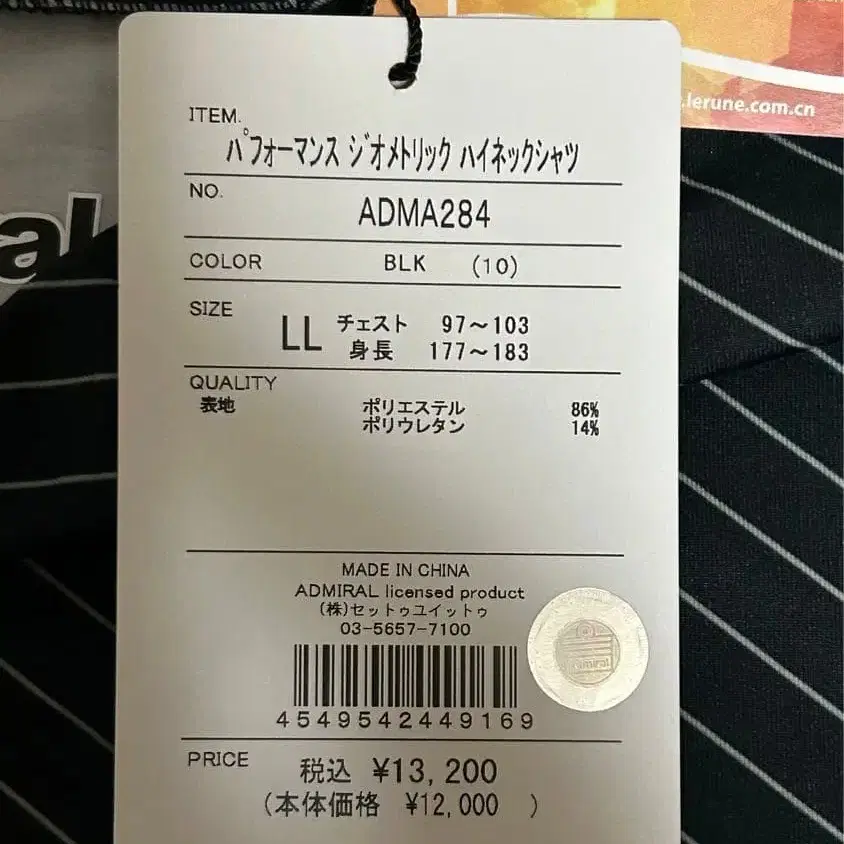 .lerune.com.cn
al
ITEM.
パフォーマンス ジオメトリック ハイネックシャツ
NO.
ADMA284
COLOR BLK (10)
SIZE LL チェスト 97～103
身長 177～183
QUALITY
表地 ポリエステル 86%
ポリウレタン 14%
MADE IN CHINA
ADMIRAL licensed product
(株)セットゥユイットゥ
03-5657-7100
Admiral
4549542449169
PRICE 税込 ¥13,200
(本体価格 ¥12,000 )